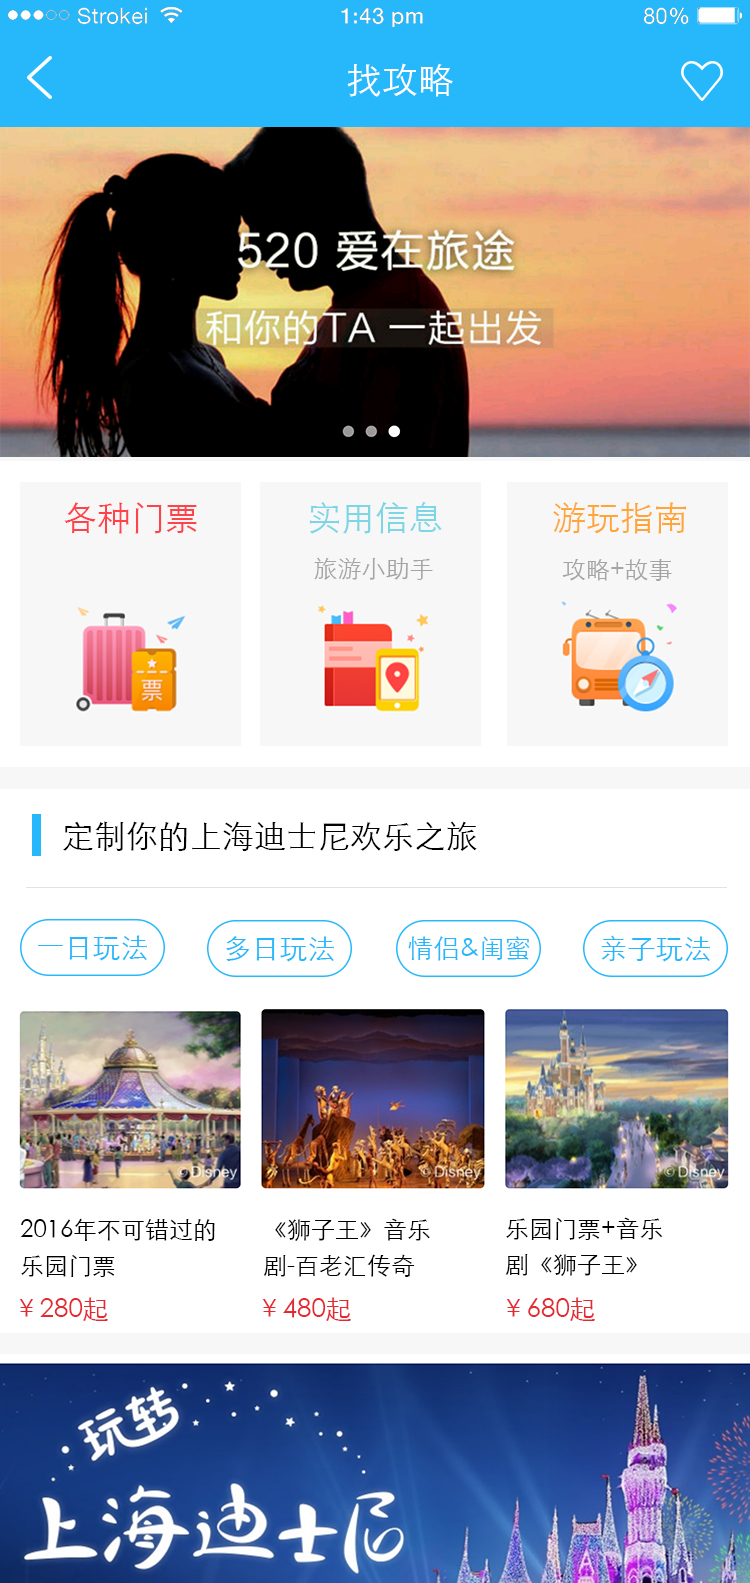 Strokei 1:43 pm 80%
找攻略
520 爱在旅途
和你的TA 一起出发
各种门票 实用信息 游玩指南
旅游小助手 攻略+故事
票
定制你的上海迪士尼欢乐之旅
一日玩法 多日玩法 情侣&闺蜜 亲子玩法
©Disney ©Disney ©Disney
2016年不可错过的 《狮子王》音乐 乐园门票+音乐
乐园门票 剧-百老汇传奇 剧《狮子王》
¥ 280起 ¥ 480起 ¥ 680起
玩转
上海迪士尼